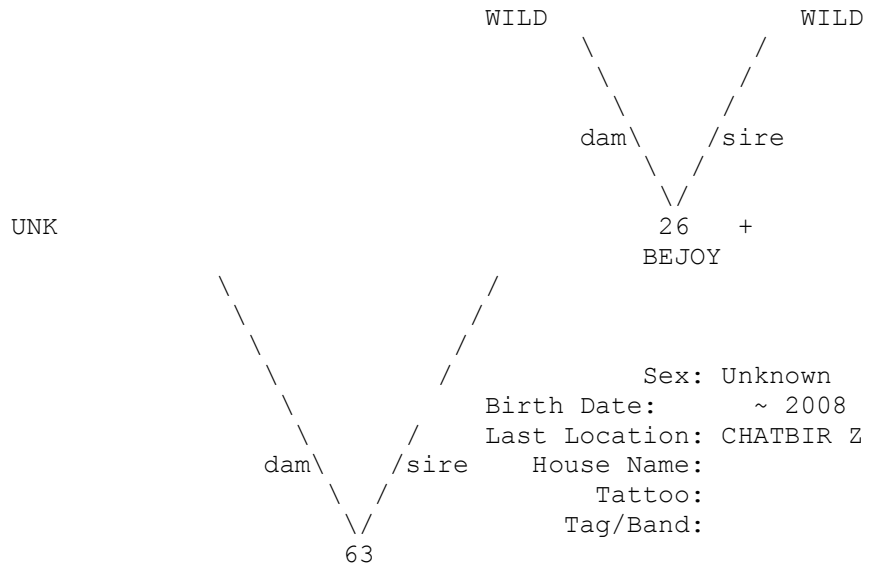 WILD WILD
\ /
\ /
\ /
\ /
dam\ /sire
\ /
\/
UNK 26 +
BEJOY
\ /
\ /
\ /
\ / Sex: Unknown
\ Birth Date: ~ 2008
\ / Last Location: CHATBIR Z
dam\ /sire House Name:
\ / Tattoo:
\/ Tag/Band:
63